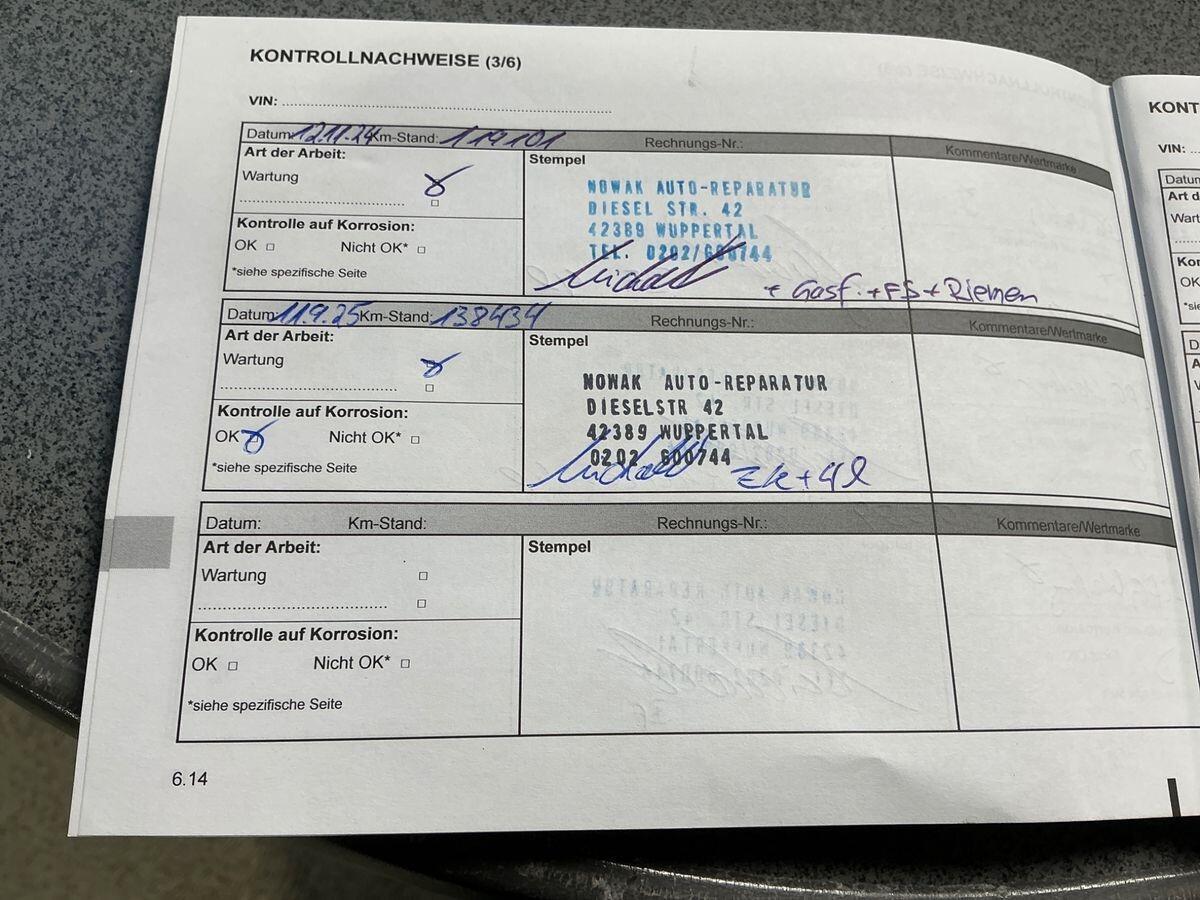 KONTROLLNACHWEISE (3/6)
VIN:
Datum: 12.11.24 Km-Stand: 119101 Rechnungs-Nr.: Kommentare/Wertmarke
Art der Arbeit:
Wartung
Kontrolle auf Korrosion:
OK Nicht OK*
*siehe spezifische Seite
Stempel
NOWAK AUTO-REPARATUR
DIESEL STR. 42
42389 WUPPERTAL
TEL. 0202/600744
+ Gasf. + FS + Riemen
Datum: 11.9.25 Km-Stand: 138434 Rechnungs-Nr.: Kommentare/Wertmarke
Art der Arbeit:
Wartung
Kontrolle auf Korrosion:
OK Nicht OK*
*siehe spezifische Seite
Stempel
NOWAK AUTO-REPARATUR
DIESELSTR 42
42389 WUPPERTAL
0202 600744
Datum: Km-Stand: Rechnungs-Nr.: Kommentare/Wertmarke
Art der Arbeit:
Wartung
Kontrolle auf Korrosion:
OK Nicht OK*
*siehe spezifische Seite
Stempel
6.14
KONT
VIN: